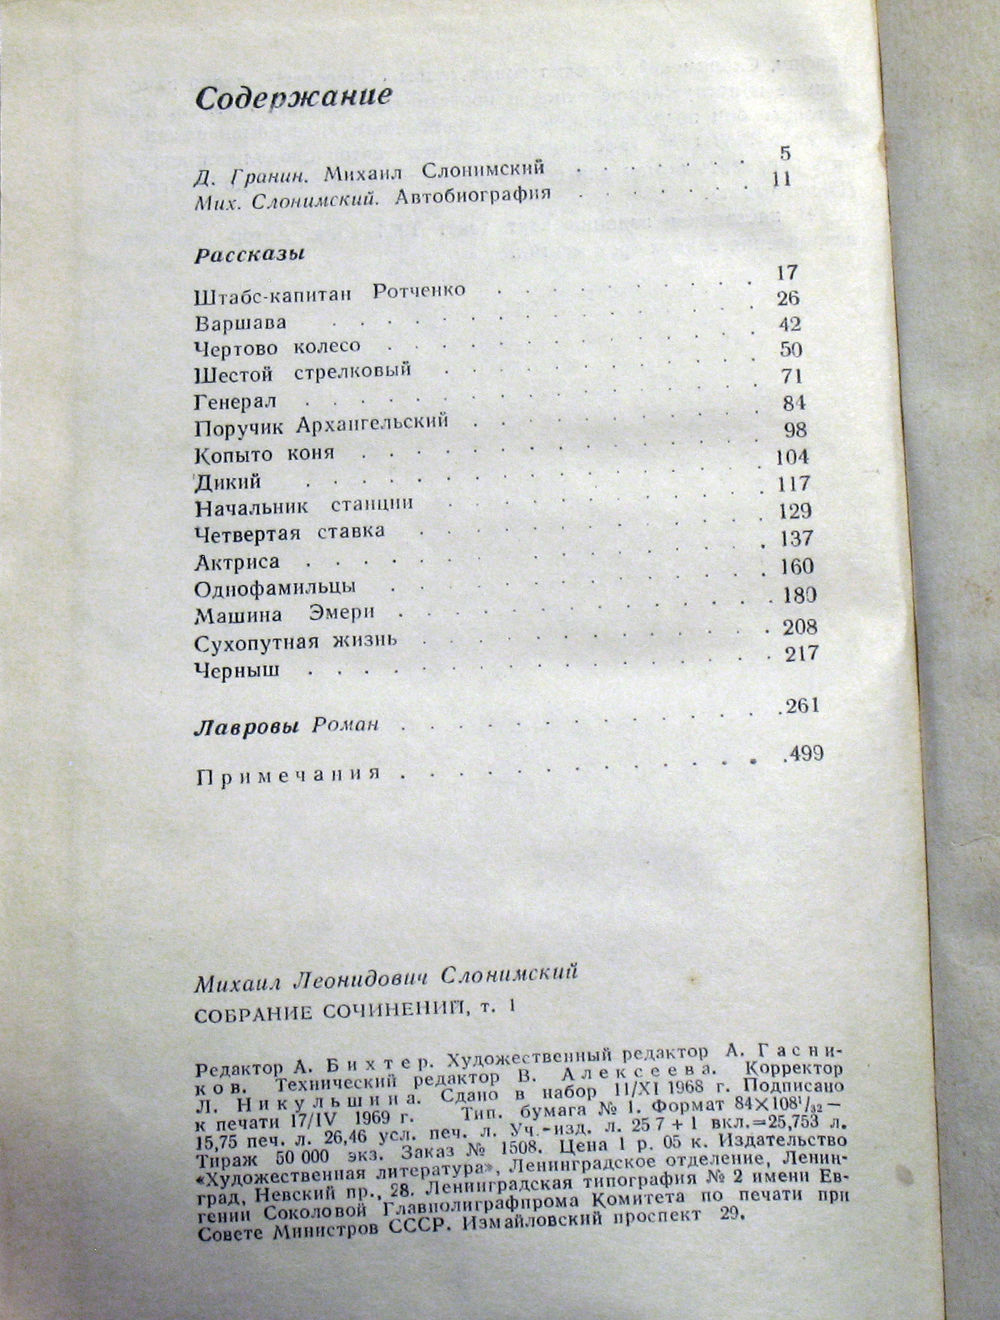 Содержание
Д. Гранин. Михаил Слонимский . . . . . . . 5
Мих. Слонимский. Автобиография . . . . . . . 11
Рассказы
Штабс-капитан Ротченко . . . . . . . . . 17
Варшава . . . . . . . . . . . . . . 26
Чертово колесо . . . . . . . . . . . . 42
Шестой стрелковый . . . . . . . . . . 50
Генерал . . . . . . . . . . . . . . . 71
Поручик Архангельский . . . . . . . . . 84
Копыто коня . . . . . . . . . . . . . 98
Дикий . . . . . . . . . . . . . . . 104
Начальник станции . . . . . . . . . . 117
Четвертая ставка . . . . . . . . . . . 129
Актриса . . . . . . . . . . . . . . . 137
Однофамильцы . . . . . . . . . . . . 160
Машина Эмери . . . . . . . . . . . . 180
Сухопутная жизнь . . . . . . . . . . . 208
Черныш . . . . . . . . . . . . . . . 217
Лавровы Роман . . . . . . . . . . . . 261
Примечания . . . . . . . . . . . . . 499
Михаил Леонидович Слонимский
СОБРАНИЕ СОЧИНЕНИЙ, т. 1
Редактор А. Бихтер. Художественный редактор А. Гасни-
ков. Технический редактор В. Алексеева. Корректор
Л. Никульшина. Сдано в набор 11/XI 1968 г. Подписано
к печати 17/IV 1969 г. Тип. бумага № 1. Формат 84×108¹/₃₂—
15,75 печ. л. 26,46 усл. печ. л. Уч.-изд. л. 25 7+1 вкл.=25,753 л.
Тираж 50 000 экз. Заказ № 1508. Цена 1 р. 05 к. Издательство
«Художественная литература», Ленинградское отделение, Ленин-
град, Невский пр., 28. Ленинградская типография № 2 имени Ев-
гении Соколовой Главполиграфпрома Комитета по печати при
Совете Министров СССР. Измайловский проспект 29.